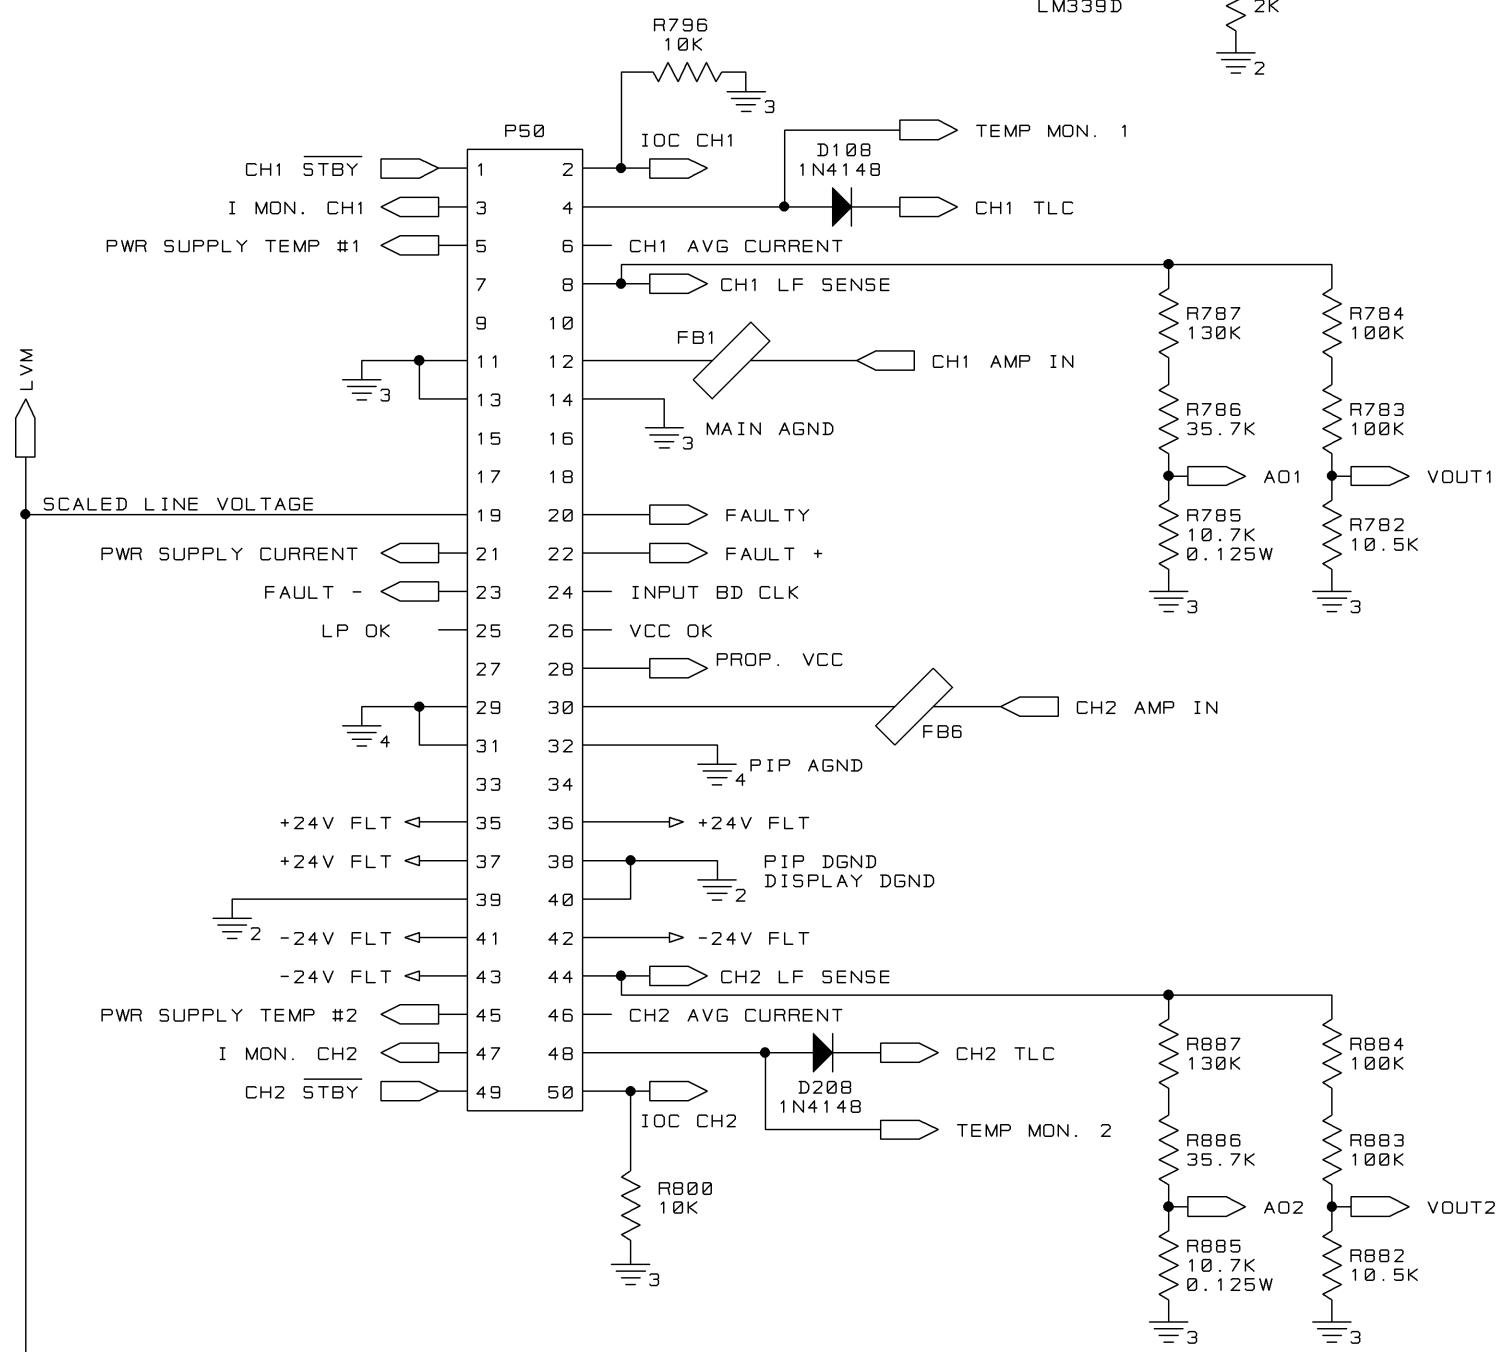 LM339D
2K
2
R796
10K
3
P50
IOC CH1
TEMP MON. 1
D108
1N4148
CH1 STBY
1
2
I MON. CH1
3
4
CH1 TLC
PWR SUPPLY TEMP #1
5
6
CH1 AVG CURRENT
7
8
CH1 LF SENSE
9
10
R787
130K
R784
100K
FB1
LVM
11
12
CH1 AMP IN
3
13
14
R786
35.7K
R783
100K
3
MAIN AGND
15
16
17
18
AO1
VOUT1
SCALED LINE VOLTAGE
19
20
FAULTY
R785
10.7K
0.125W
R782
10.5K
PWR SUPPLY CURRENT
21
22
FAULT +
FAULT -
23
24
INPUT BD CLK
3
3
LP OK
25
26
VCC OK
27
28
PROP. VCC
29
30
CH2 AMP IN
FB6
4
31
32
4
PIP AGND
33
34
+24V FLT
35
36
+24V FLT
+24V FLT
37
38
PIP DGND
DISPLAY DGND
2
39
40
2
-24V FLT
41
42
-24V FLT
-24V FLT
43
44
CH2 LF SENSE
PWR SUPPLY TEMP #2
45
46
CH2 AVG CURRENT
I MON. CH2
47
48
CH2 TLC
R887
130K
R884
100K
D208
1N4148
CH2 STBY
49
50
IOC CH2
TEMP MON. 2
R886
35.7K
R883
100K
R800
10K
AO2
VOUT2
R885
10.7K
0.125W
R882
10.5K
3
3
3